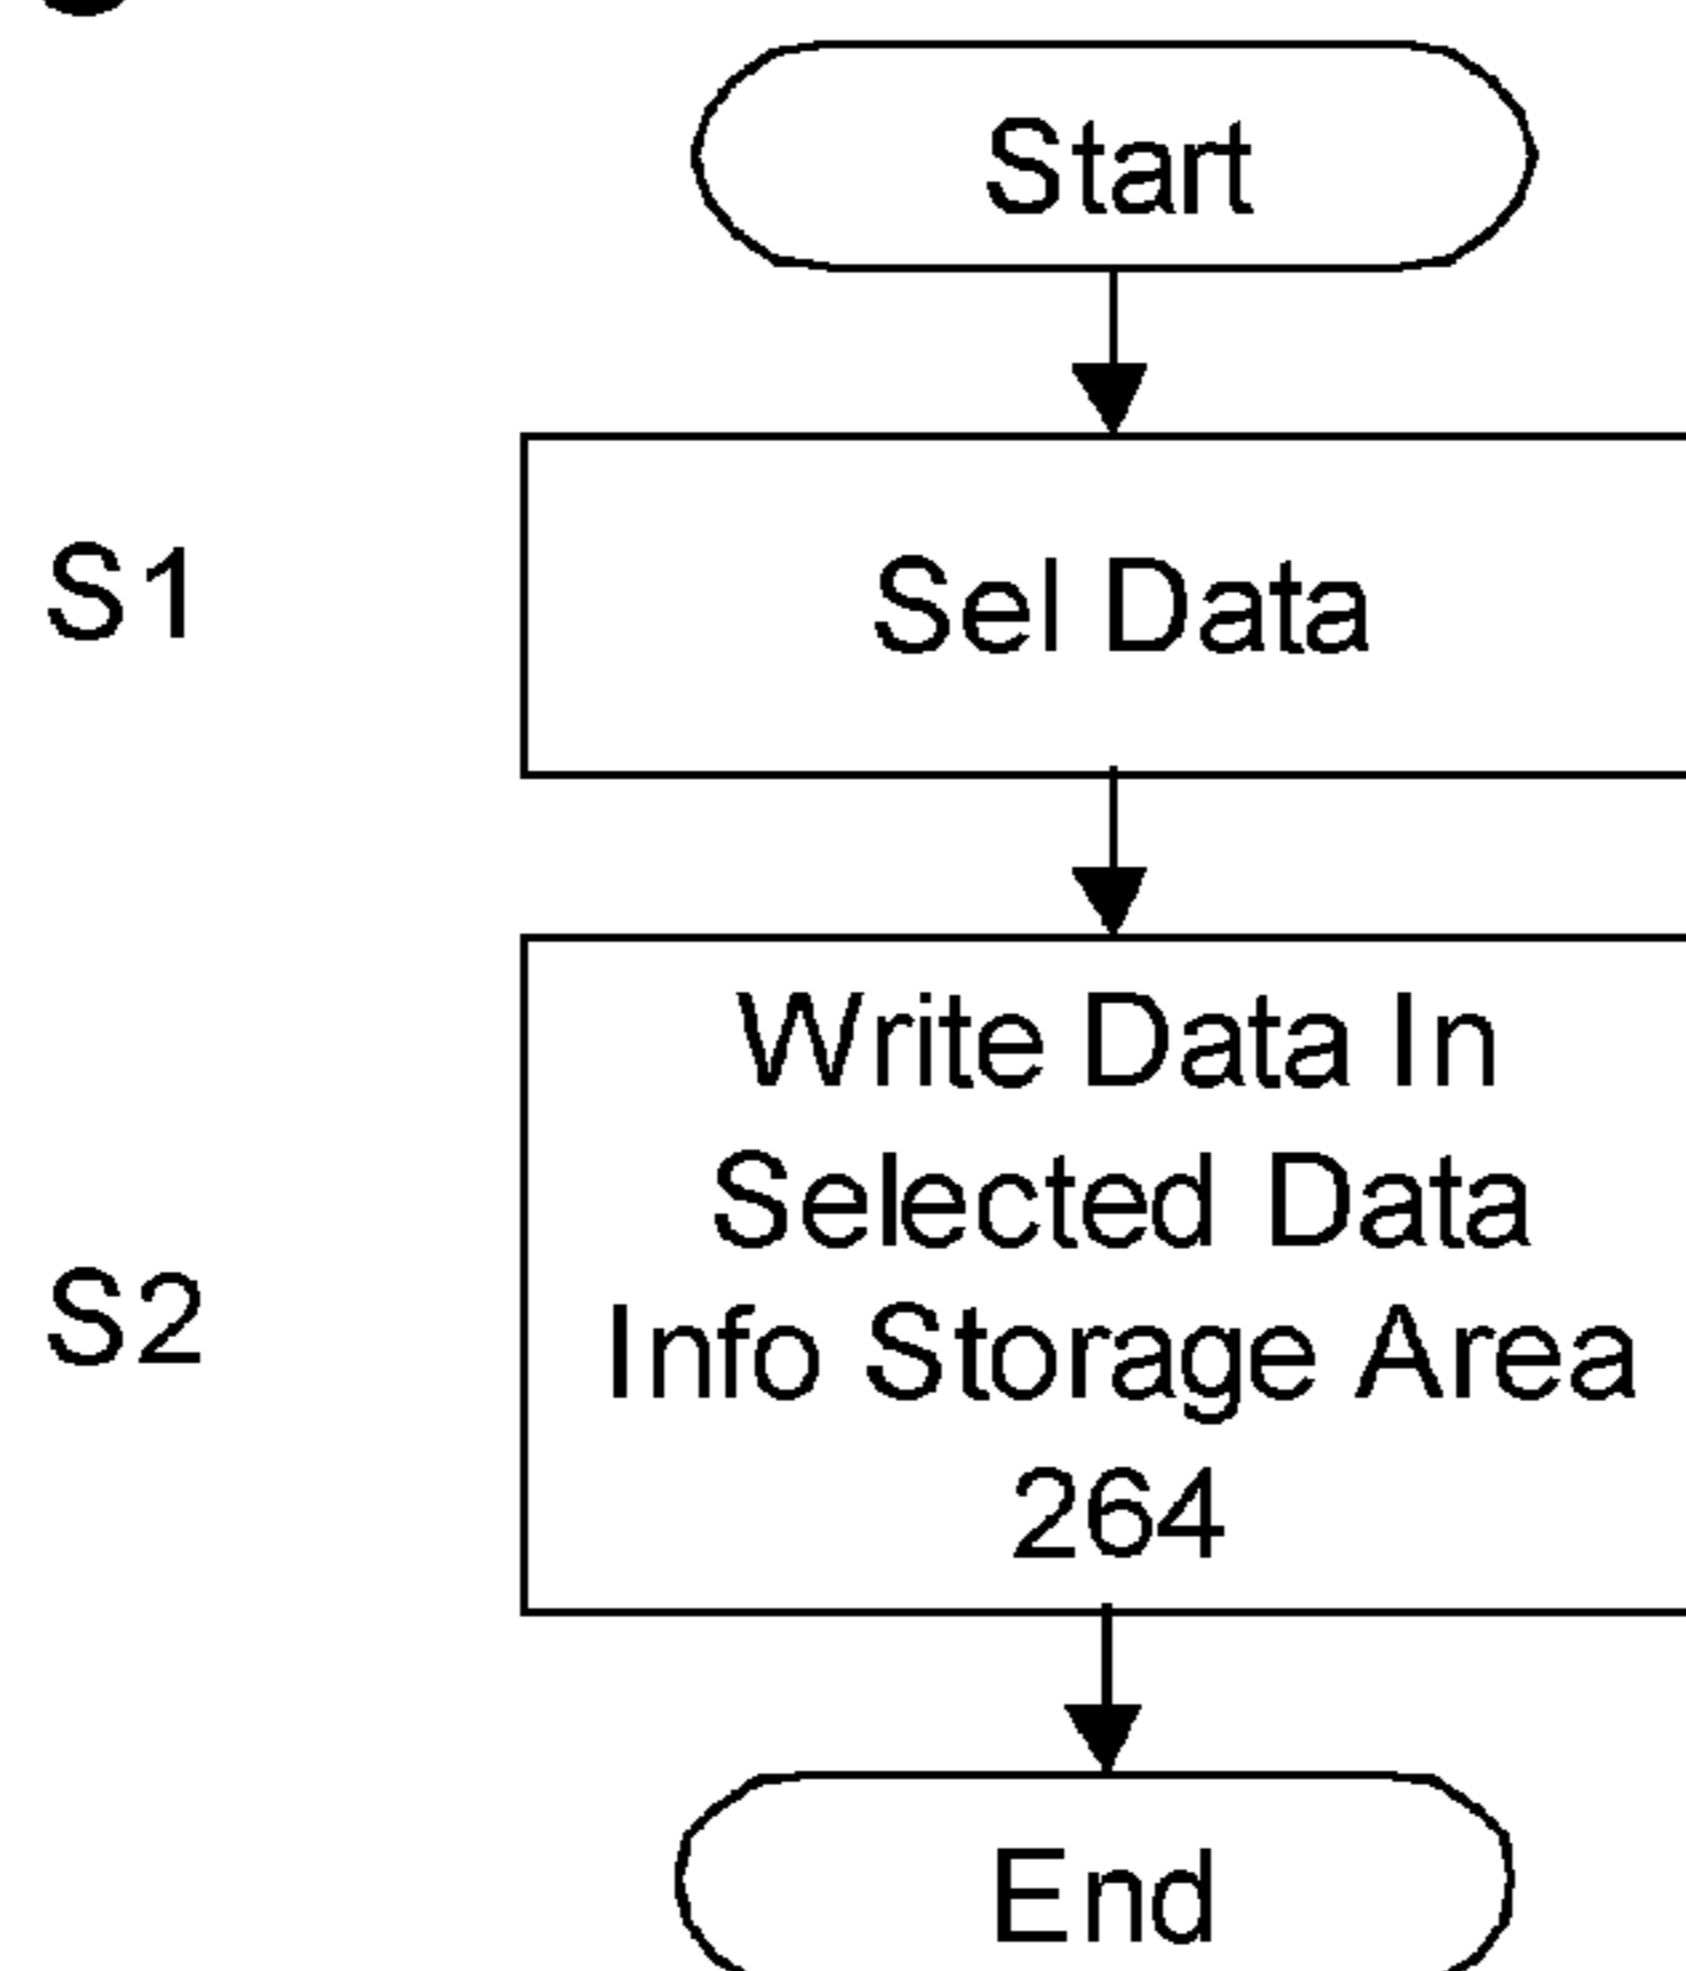 Start
S1
Sel Data
Write Data In
Selected Data
Info Storage Area
264
S2
End